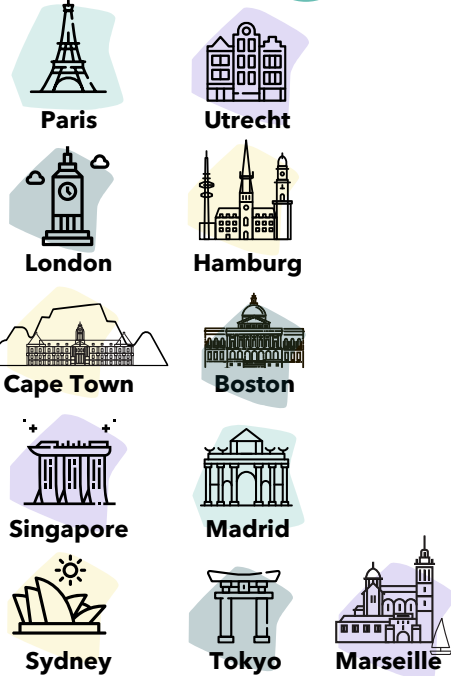 Paris
Utrecht
London
Hamburg
Cape Town
Boston
Singapore
Madrid
Sydney
Tokyo
Marseille